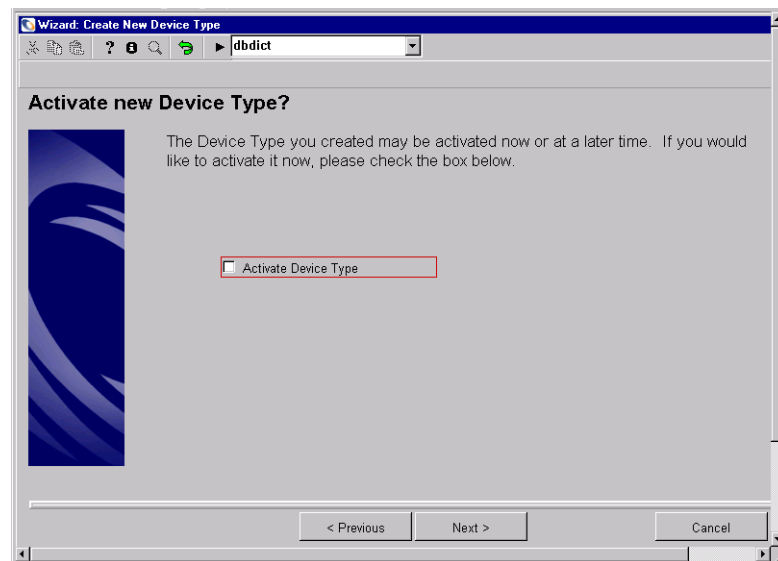 Wizard: Create New Device Type
? dbdict
Activate new Device Type?
The Device Type you created may be activated now or at a later time. If you would
like to activate it now, please check the box below.
Activate Device Type
< Previous Next > Cancel